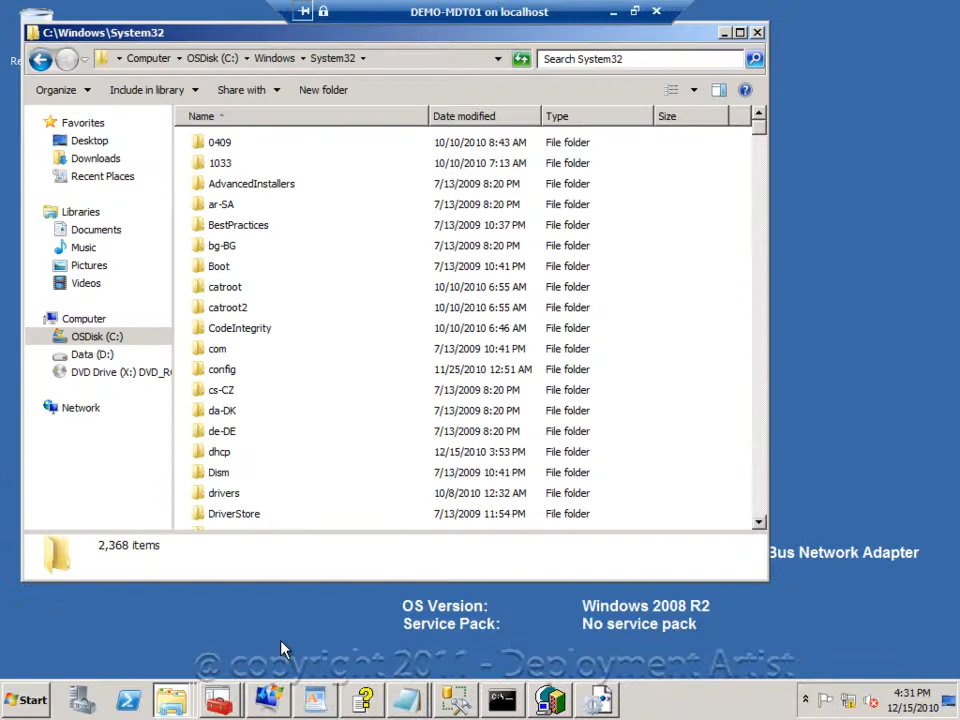 DEMO-MDT01 on localhost
C:\Windows\System32
Computer OSDisk (C:) Windows System32
Search System32
Organize Include in library Share with New folder
Name Date modified Type Size
Favorites
Desktop
Downloads
Recent Places
Libraries
Documents
Music
Pictures
Videos
Computer
OSDisk (C:)
Data (D:)
DVD Drive (X:) DVD_R
Network
0409 10/10/2010 8:43 AM File folder
1033 10/10/2010 7:13 AM File folder
AdvancedInstallers 7/13/2009 8:20 PM File folder
ar-SA 7/13/2009 8:20 PM File folder
BestPractices 7/13/2009 10:37 PM File folder
bg-BG 7/13/2009 8:20 PM File folder
Boot 7/13/2009 10:41 PM File folder
catroot 10/10/2010 6:55 AM File folder
catroot2 10/10/2010 6:55 AM File folder
CodeIntegrity 10/10/2010 6:46 AM File folder
com 7/13/2009 10:41 PM File folder
config 11/25/2010 12:51 AM File folder
cs-CZ 7/13/2009 8:20 PM File folder
da-DK 7/13/2009 8:20 PM File folder
de-DE 7/13/2009 8:20 PM File folder
dhcp 12/15/2010 3:53 PM File folder
Dism 7/13/2009 10:41 PM File folder
drivers 10/8/2010 12:32 AM File folder
DriverStore 7/13/2009 11:54 PM File folder
2,368 items
Bus Network Adapter
OS Version: Windows 2008 R2
Service Pack: No service pack
@ copyright 2011 - Deployment Artist
Start
4:31 PM
12/15/2010